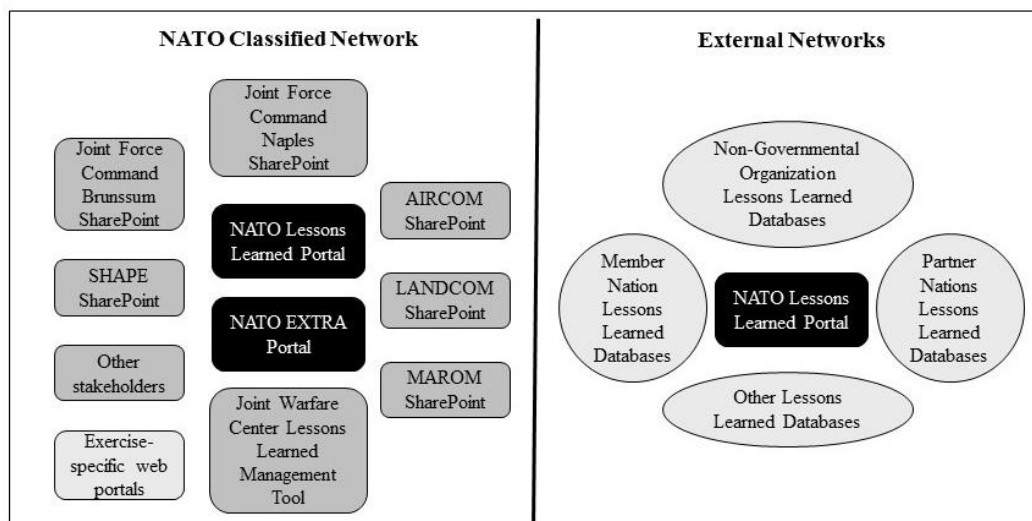 NATO Classified Network
Joint Force
Command
Naples
SharePoint
Joint Force
Command
Brunssum
SharePoint
AIRCOM
SharePoint
NATO Lessons
Learned Portal
SHAPE
SharePoint
LANDCOM
SharePoint
NATO EXTRA
Portal
Other
stakeholders
MAROM
SharePoint
Joint Warfare
Center Lessons
Learned
Management
Tool
Exercise-
specific web
portals
External Networks
Non-Governmental
Organization
Lessons Learned
Databases
Member
Nation
Lessons
Learned
Databases
NATO Lessons
Learned Portal
Partner
Nations
Lessons
Learned
Databases
Other Lessons
Learned Databases